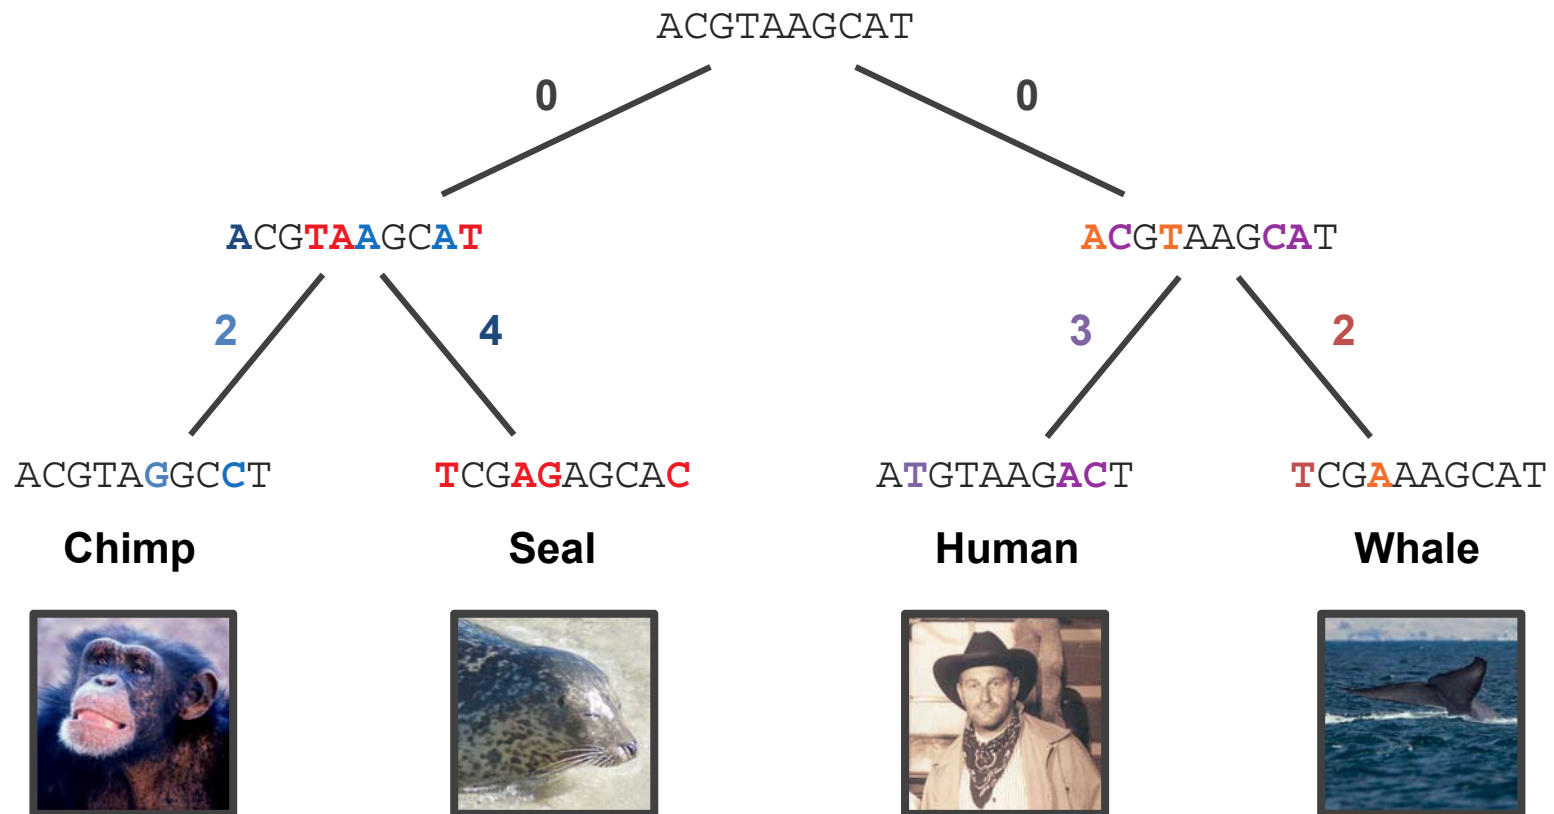 ACGTAAGCAT
0 0
ACGTAAGCAT ACGTAAGCAT
2 4 3 2
ACGTAGGCCT TCGAGAGCAC ATGTAAGACT TCGAAAGCAT
Chimp Seal Human Whale